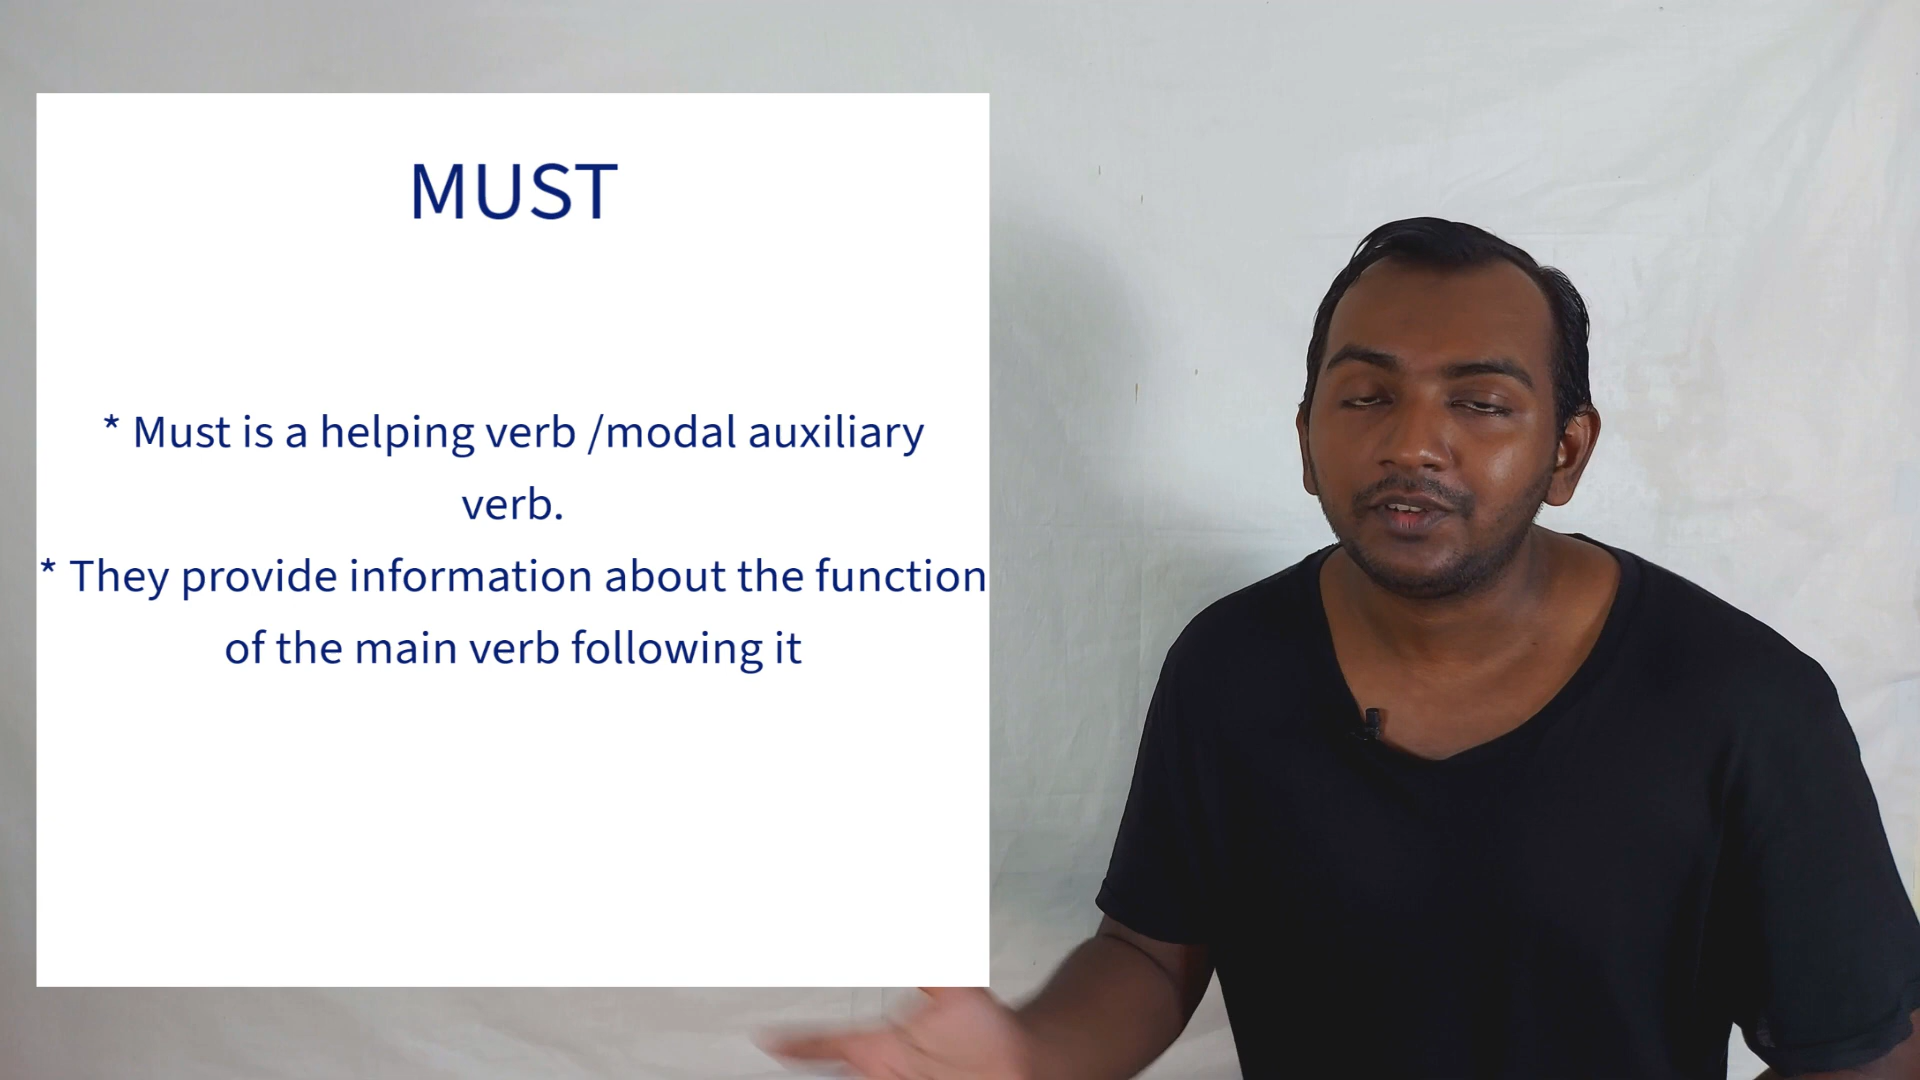 MUST
* Must is a helping verb /modal auxiliary
verb.
* They provide information about the function
of the main verb following it